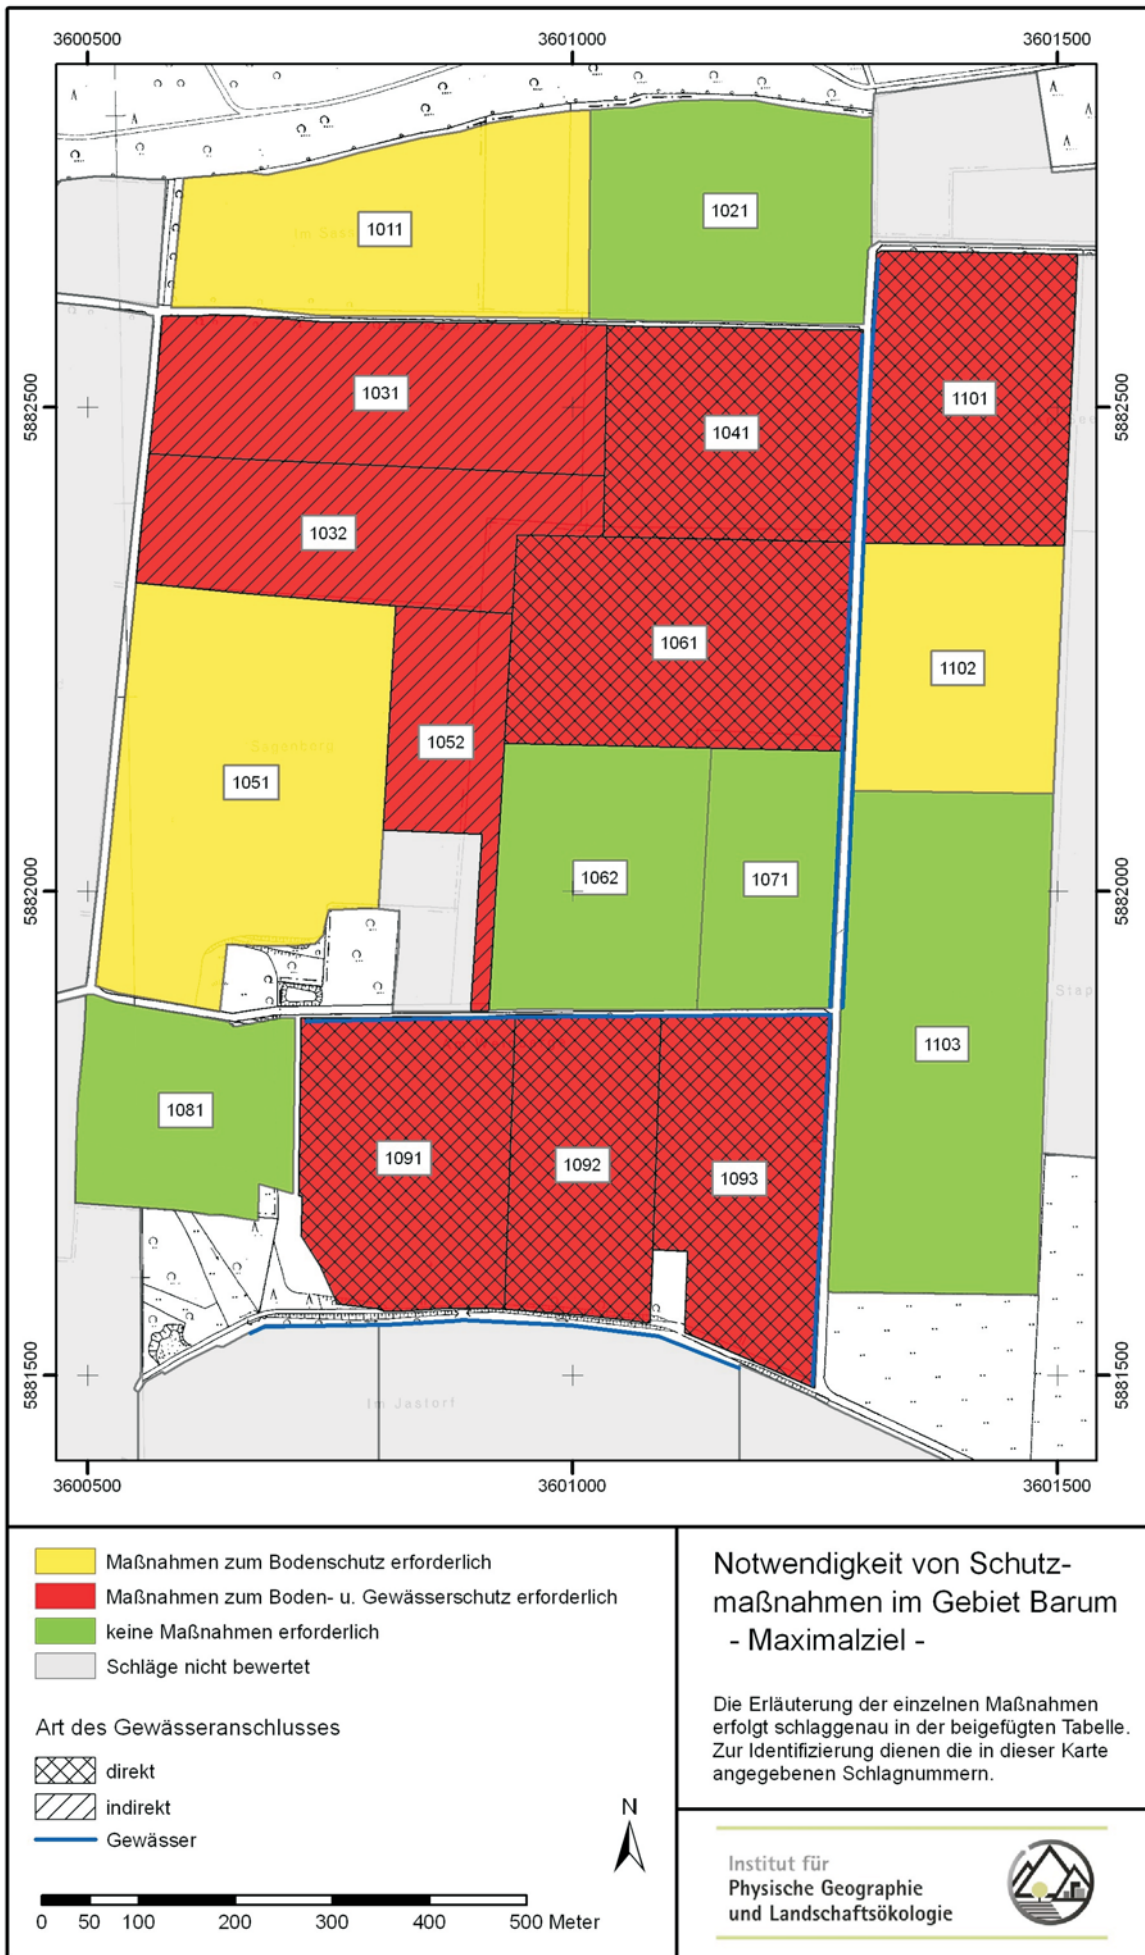 3600500
3601000
3601500
1011
1021
1031
1101
5882500
5882500
1041
1032
1061
1102
1052
Sagenberg
1051
1062
1071
5882000
5882000
Stap
1103
1081
1091
1092
1093
5881500
5881500
Im Jastorf
3600500
3601000
3601500
Maßnahmen zum Bodenschutz erforderlich
Maßnahmen zum Boden- u. Gewässerschutz erforderlich
keine Maßnahmen erforderlich
Schläge nicht bewertet
Art des Gewässeranschlusses
direkt
indirekt
Gewässer
N
0 50 100 200 300 400 500 Meter
Notwendigkeit von Schutz-
maßnahmen im Gebiet Barum
- Maximalziel -
Die Erläuterung der einzelnen Maßnahmen
erfolgt schlaggenau in der beigefügten Tabelle.
Zur Identifizierung dienen die in dieser Karte
angegebenen Schlagnummern.
Institut für
Physische Geographie
und Landschaftsökologie